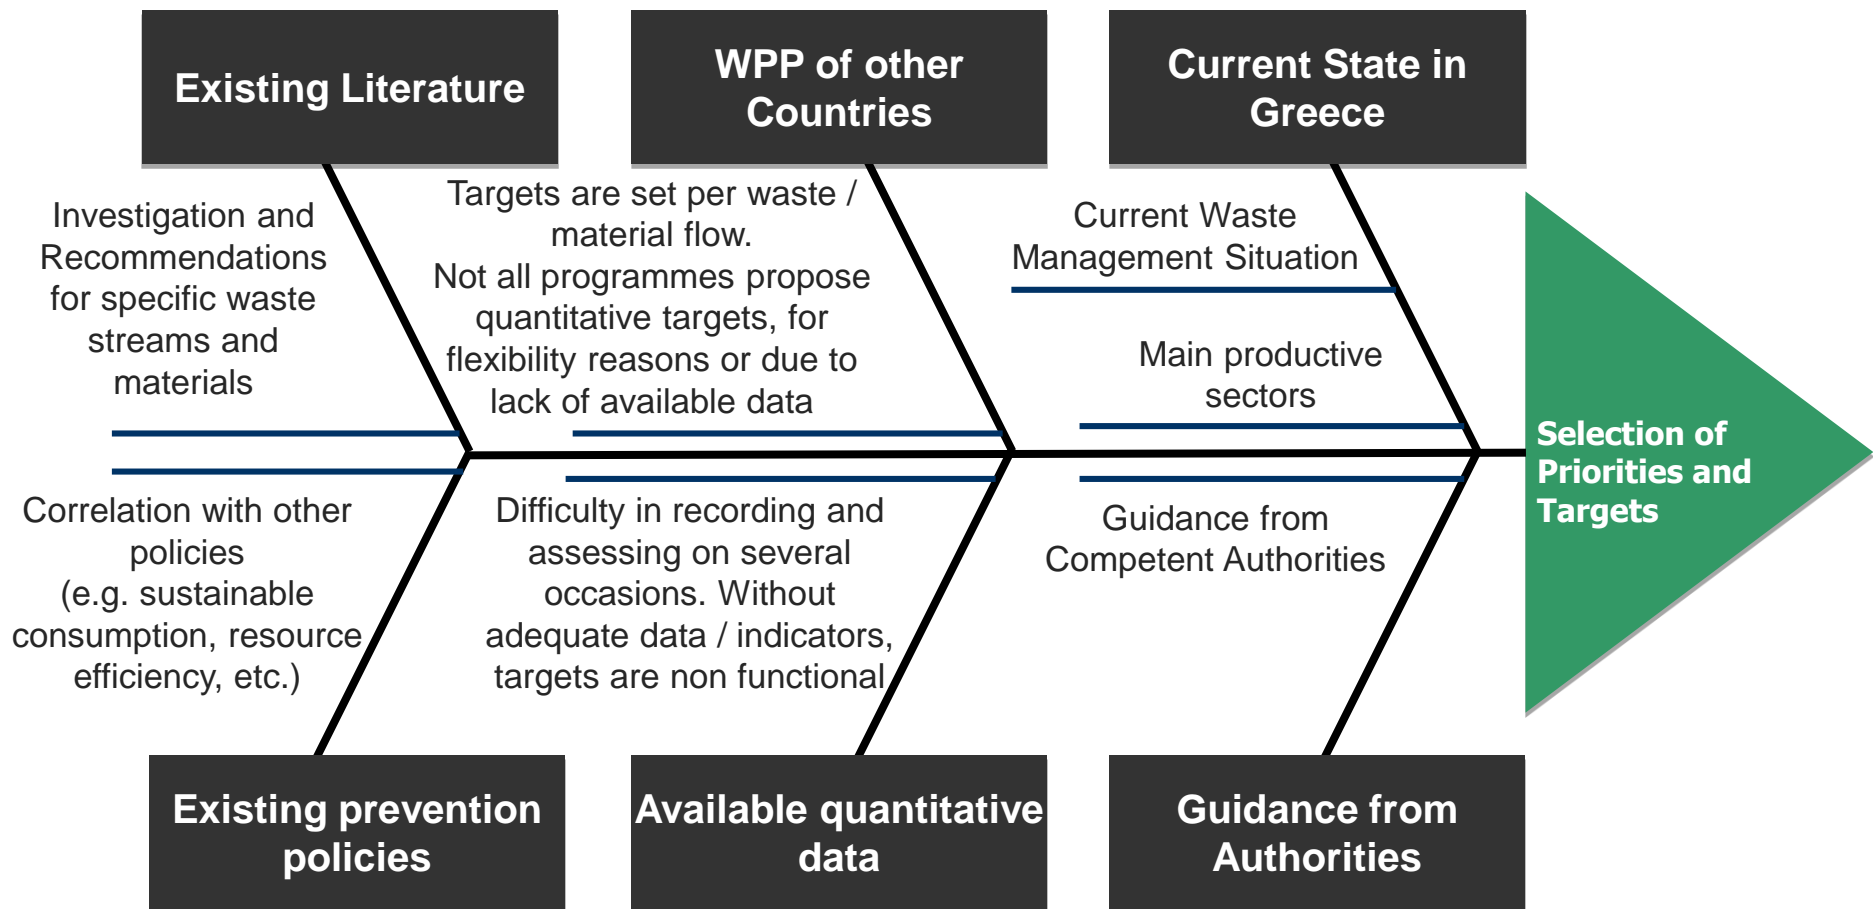 Existing Literature
WPP of other
Countries
Current State in
Greece
Investigation and
Recommendations
for specific waste
streams and
materials
Targets are set per waste /
material flow.
Not all programmes propose
quantitative targets, for
flexibility reasons or due to
lack of available data
Current Waste
Management Situation
Main productive
sectors
Selection of
Priorities and
Targets
Correlation with other
policies
(e.g. sustainable
consumption, resource
efficiency, etc.)
Difficulty in recording and
assessing on several
occasions. Without
adequate data / indicators,
targets are non functional
Guidance from
Competent Authorities
Existing prevention
policies
Available quantitative
data
Guidance from
Authorities